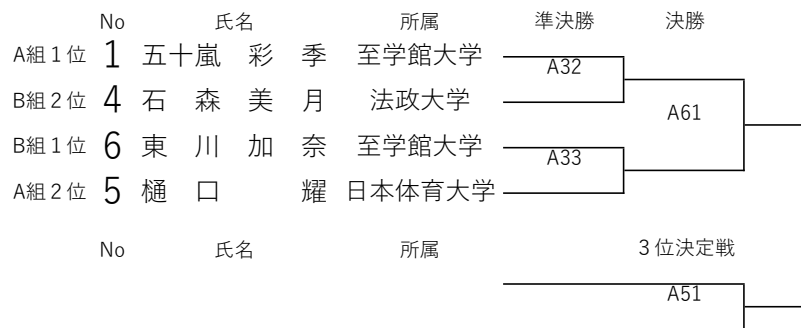 No 氏名 所属 準決勝 決勝
A組１位 1 五十嵐 彩 季 至学館大学
A32
B組２位 4 石 森 美 月 法政大学
A61
B組１位 6 東 川 加 奈 至学館大学
A33
A組２位 5 樋 口 耀 日本体育大学
No 氏名 所属 ３位決定戦
A51